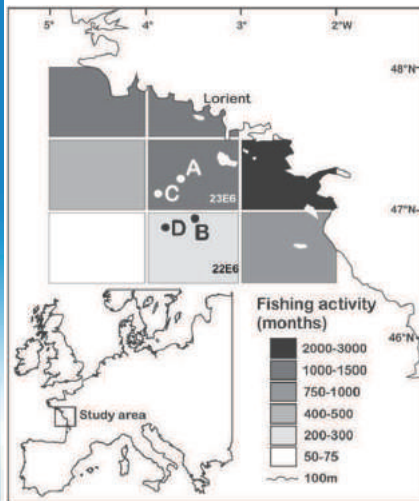 5° 4° 3° 2°W
48°N
Lorient
A
C
23E6
47°N
D B
22E6
46°N
Fishing activity
(months)
2000-3000
1000-1500
750-1000
400-500
200-300
50-75
100m
Study area